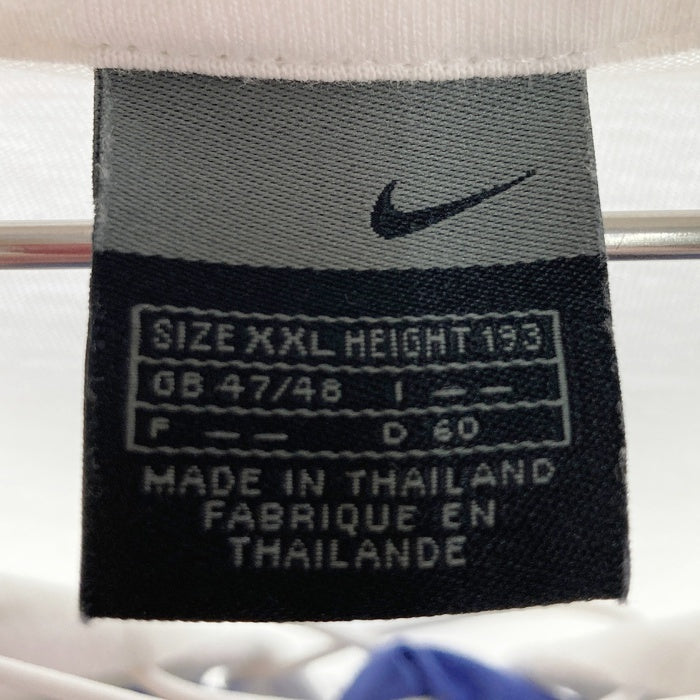 SIZE XXL HEIGHT 193
GB 47/48 I — —
F — — D 60
MADE IN THAILAND
FABRIQUE EN
THAILANDE